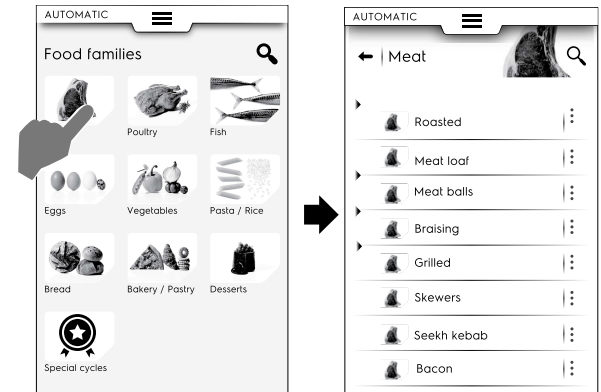 AUTOMATIC
Food families
Poultry
Fish
Eggs
Vegetables
Pasta / Rice
Bread
Bakery / Pastry
Desserts
Special cycles
AUTOMATIC
Meat
Roasted
Meat loaf
Meat balls
Braising
Grilled
Skewers
Seekh kebab
Bacon